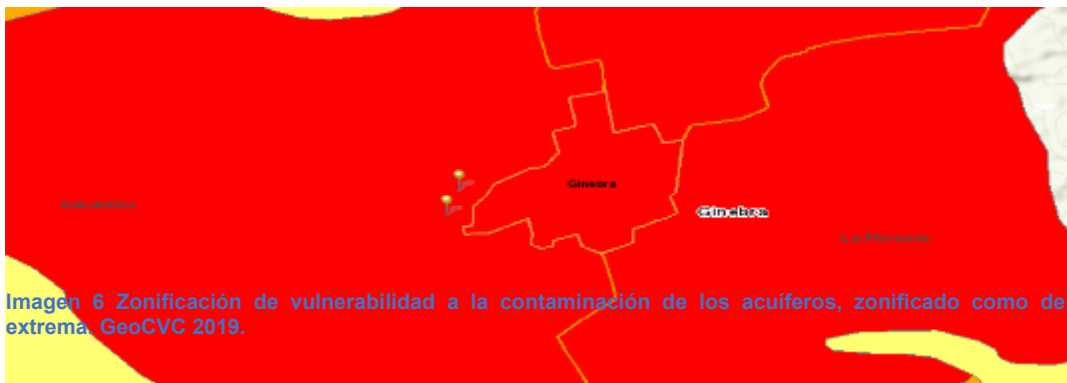 Ginebra
Ginebra
La Floresta
Imagen 6 Zonificación de vulnerabilidad a la contaminación de los acuíferos, zonificado como de
extrema. GeoCVC 2019.